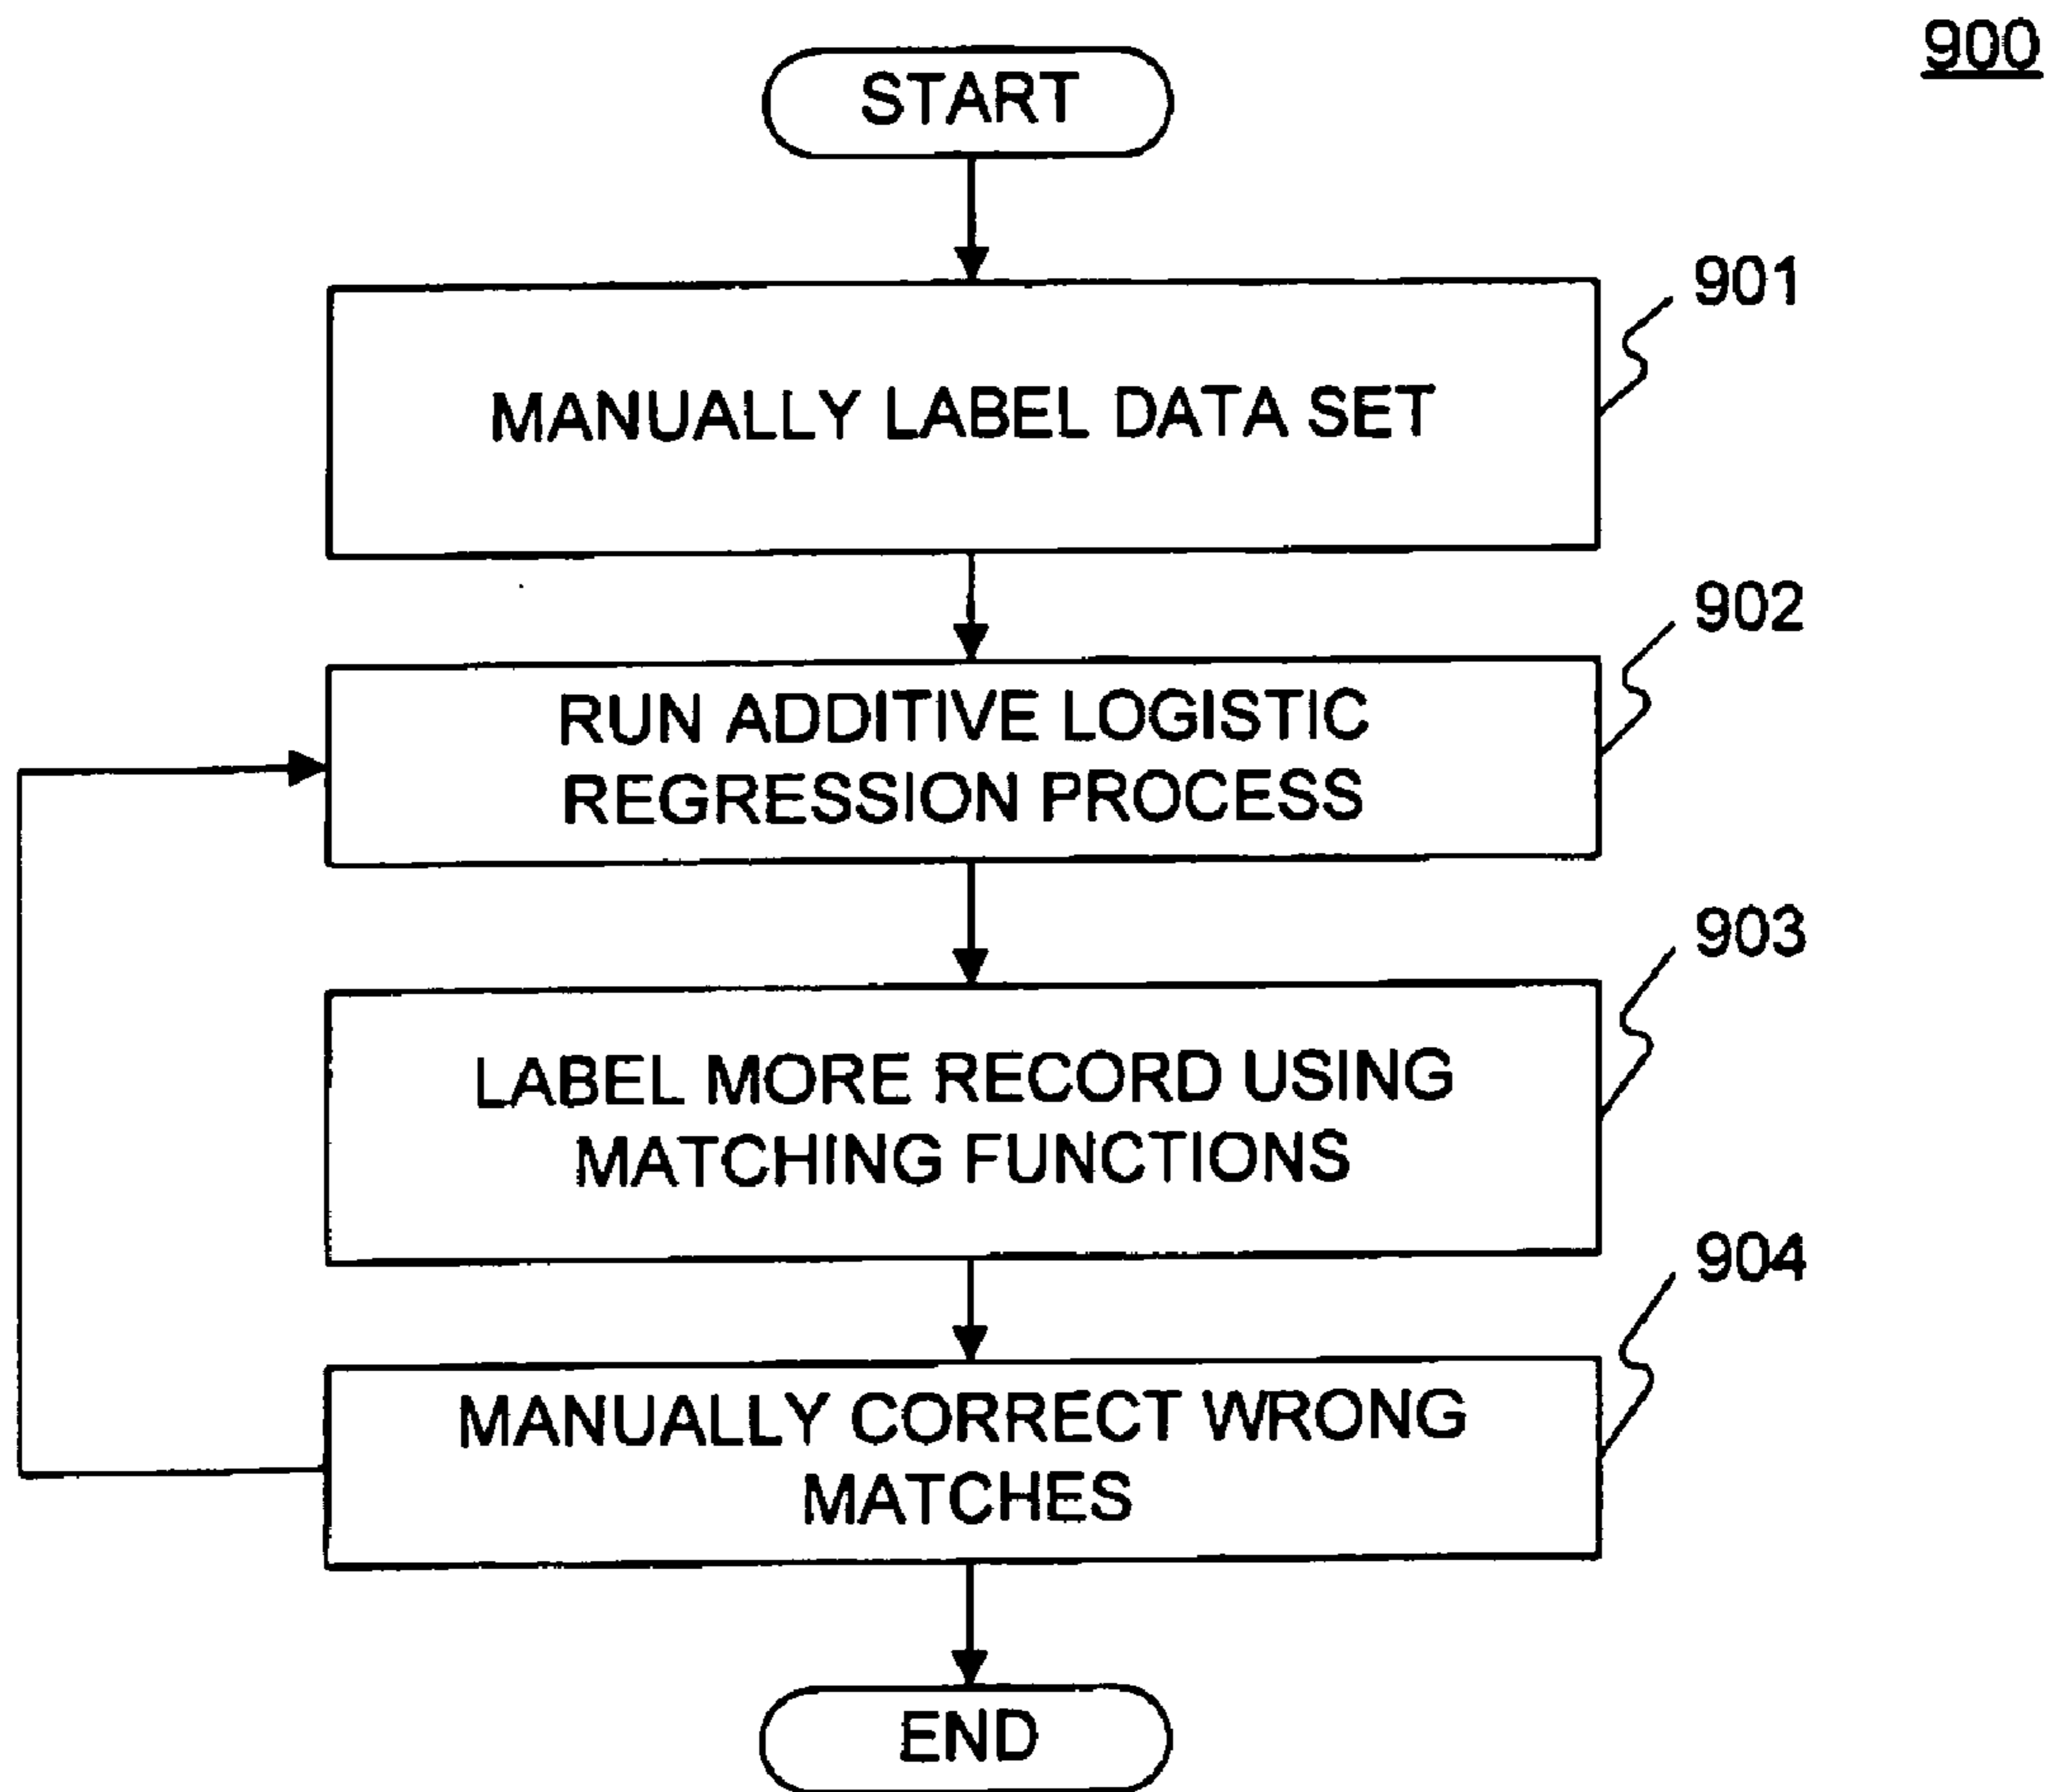 900
START
901
MANUALLY LABEL DATA SET
902
RUN ADDITIVE LOGISTIC
REGRESSION PROCESS
903
LABEL MORE RECORD USING
MATCHING FUNCTIONS
904
MANUALLY CORRECT WRONG
MATCHES
END